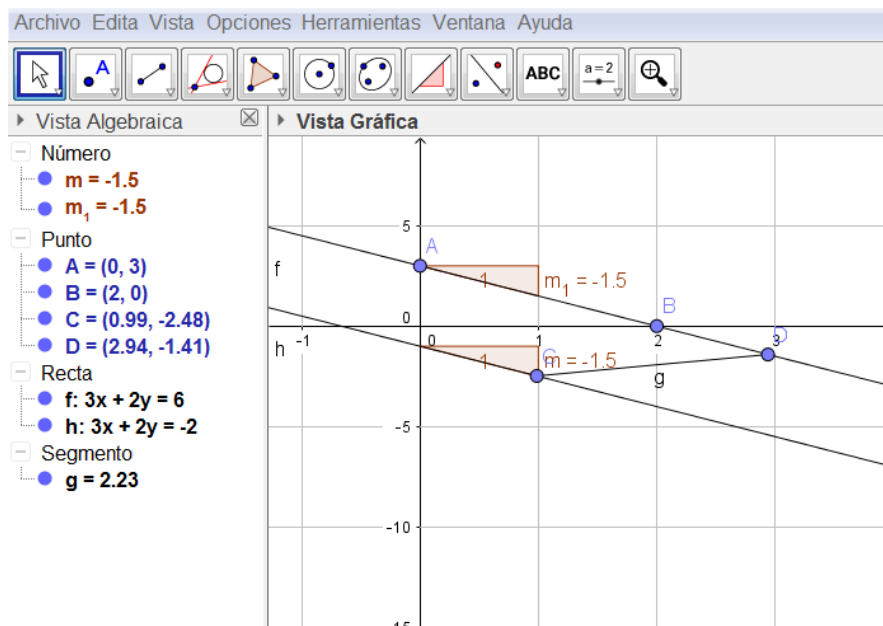 Archivo Edita Vista Opciones Herramientas Ventana Ayuda
A
ABC
a=2
Vista Algebraica
Vista Gráfica
Número
m = -1.5
m₁ = -1.5
Punto
A = (0, 3)
B = (2, 0)
C = (0.99, -2.48)
D = (2.94, -1.41)
Recta
f: 3x + 2y = 6
h: 3x + 2y = -2
Segmento
g = 2.23
5
A
f
1
m₁ = -1.5
B
0
D
-1
0
1
2
3
h
1
C
m = -1.5
g
-5
-10
-15